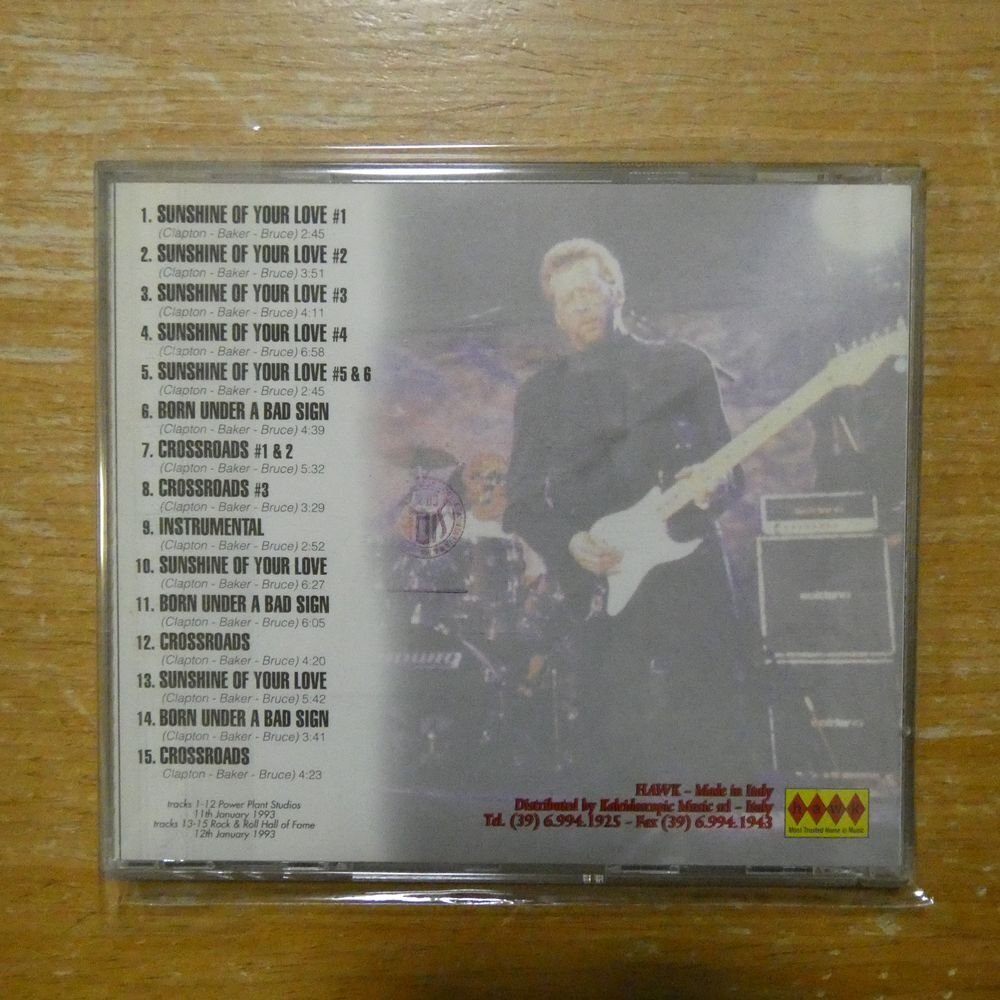 1. SUNSHINE OF YOUR LOVE #1
(Clapton - Baker - Bruce) 2:45
2. SUNSHINE OF YOUR LOVE #2
(Clapton - Baker - Bruce) 3:51
3. SUNSHINE OF YOUR LOVE #3
(Clapton - Baker - Bruce) 4:11
4. SUNSHINE OF YOUR LOVE #4
(Clapton - Baker - Bruce) 6:58
5. SUNSHINE OF YOUR LOVE #5 & 6
(Clapton - Baker - Bruce) 2:45
6. BORN UNDER A BAD SIGN
(Clapton - Baker - Bruce) 4:39
7. CROSSROADS #1 & 2
(Clapton - Baker - Bruce) 5:32
8. CROSSROADS #3
(Clapton - Baker - Bruce) 3:29
9. INSTRUMENTAL
(Clapton - Baker - Bruce) 2:52
10. SUNSHINE OF YOUR LOVE
(Clapton - Baker - Bruce) 6:27
11. BORN UNDER A BAD SIGN
(Clapton - Baker - Bruce) 6:05
12. CROSSROADS
(Clapton - Baker - Bruce) 4:20
13. SUNSHINE OF YOUR LOVE
(Clapton - Baker - Bruce) 5:42
14. BORN UNDER A BAD SIGN
(Clapton - Baker - Bruce) 3:41
15. CROSSROADS
Clapton - Baker - Bruce) 4:23
tracks 1-12 Power Plant Studios
11th January 1993
tracks 13-15 Rock & Roll Hall of Fame
12th January 1993
HAWK - Made in Italy
Distributed by Kaleidoscopic Music srl - Italy
Tel. (39) 6.994.1925 - Fax (39) 6.994.1943
HAWK
Most Trusted Name in Music